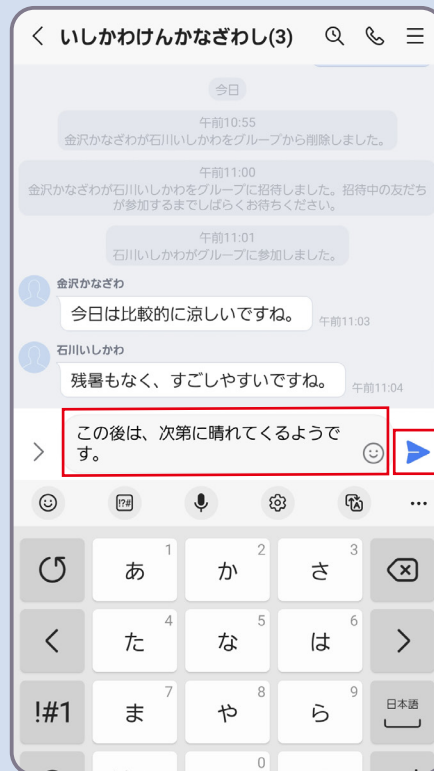 いしかわけんかなざわし(3)
今日
午前10:55
金沢かなざわが石川いしかわをグループから削除しました。
午前11:00
金沢かなざわが石川いしかわをグループに招待しました。招待中の友だち
が参加するまでしばらくお待ちください。
午前11:01
石川いしかわがグループに参加しました。
金沢かなざわ
今日は比較的に涼しいですね。 午前11:03
石川いしかわ
残暑もなく、すごしやすいですね。 午前11:04
この後は、次第に晴れてくるようで
す。
!?#
あ 1 か 2 さ 3
た 4 な 5 は 6
!#1 ま 7 や 8 ら 9 日本語
0